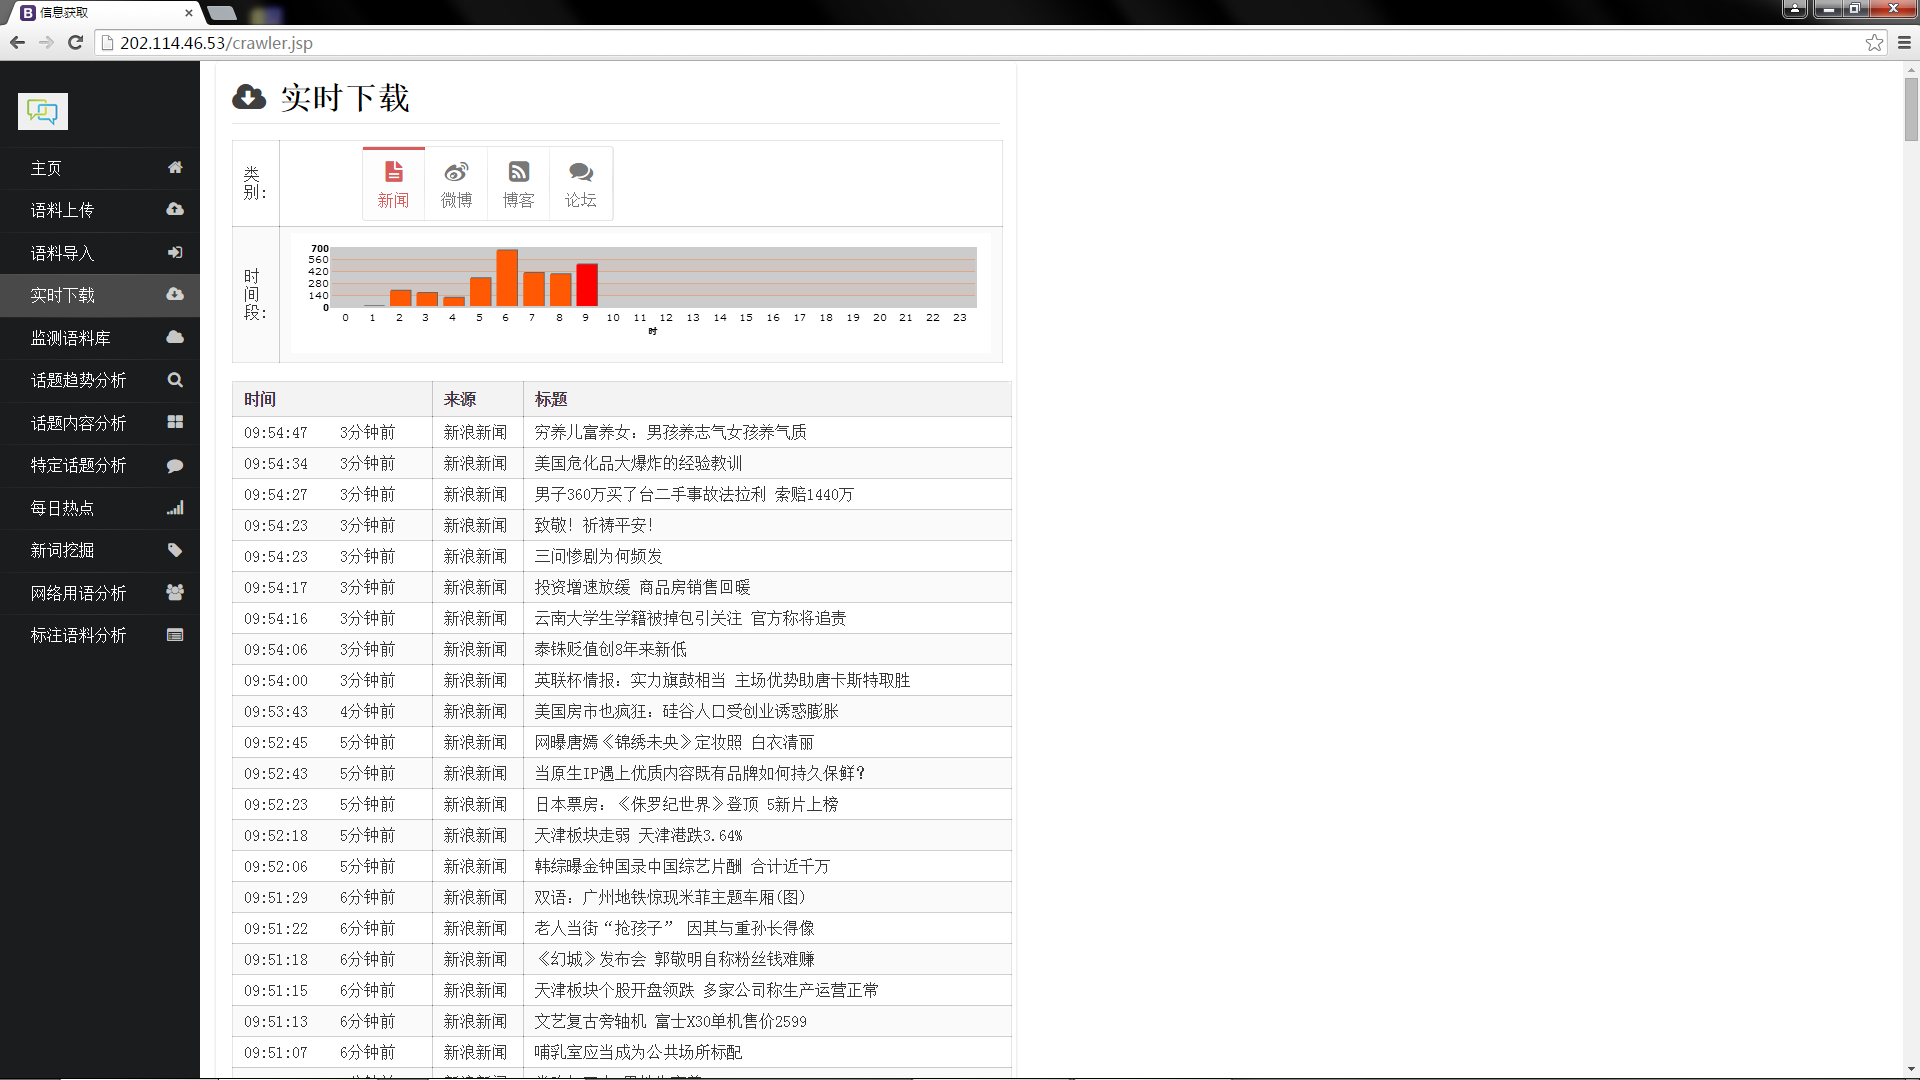 信息获取
202.114.46.53/crawler.jsp
主页
语料上传
语料导入
实时下载
监测语料库
话题趋势分析
话题内容分析
特定话题分析
每日热点
新词挖掘
网络用语分析
标注语料分析
实时下载
类别:
新闻 微博 博客 论坛
时间段:
700
560
420
280
140
0
0 1 2 3 4 5 6 7 8 9 10 11 12 13 14 15 16 17 18 19 20 21 22 23
时
时间 来源 标题
09:54:47 3分钟前 新浪新闻 穷养儿富养女：男孩养志气女孩养气质
09:54:34 3分钟前 新浪新闻 美国危化品大爆炸的经验教训
09:54:27 3分钟前 新浪新闻 男子360万买了台二手事故法拉利 索赔1440万
09:54:23 3分钟前 新浪新闻 致敬！祈祷平安！
09:54:23 3分钟前 新浪新闻 三问惨剧为何频发
09:54:17 3分钟前 新浪新闻 投资增速放缓 商品房销售回暖
09:54:16 3分钟前 新浪新闻 云南大学生学籍被掉包引关注 官方称将追责
09:54:06 3分钟前 新浪新闻 泰铢贬值创8年来新低
09:54:00 3分钟前 新浪新闻 英联杯情报：实力旗鼓相当 主场优势助唐卡斯特取胜
09:53:43 4分钟前 新浪新闻 美国房市也疯狂：硅谷人口受创业诱惑膨胀
09:52:45 5分钟前 新浪新闻 网曝唐嫣《锦绣未央》定妆照 白衣清丽
09:52:43 5分钟前 新浪新闻 当原生IP遇上优质内容既有品牌如何持久保鲜？
09:52:23 5分钟前 新浪新闻 日本票房：《侏罗纪世界》登顶 5新片上榜
09:52:18 5分钟前 新浪新闻 天津板块走弱 天津港跌3.64%
09:52:06 5分钟前 新浪新闻 韩综曝金钟国录中国综艺片酬 合计近千万
09:51:29 6分钟前 新浪新闻 双语：广州地铁惊现米菲主题车厢(图)
09:51:22 6分钟前 新浪新闻 老人当街“抢孩子” 因其与重孙长得像
09:51:18 6分钟前 新浪新闻 《幻城》发布会 郭敬明自称粉丝钱难赚
09:51:15 6分钟前 新浪新闻 天津板块个股开盘领跌 多家公司称生产运营正常
09:51:13 6分钟前 新浪新闻 文艺复古旁轴机 富士X30单机售价2599
09:51:07 6分钟前 新浪新闻 哺乳室应当成为公共场所标配